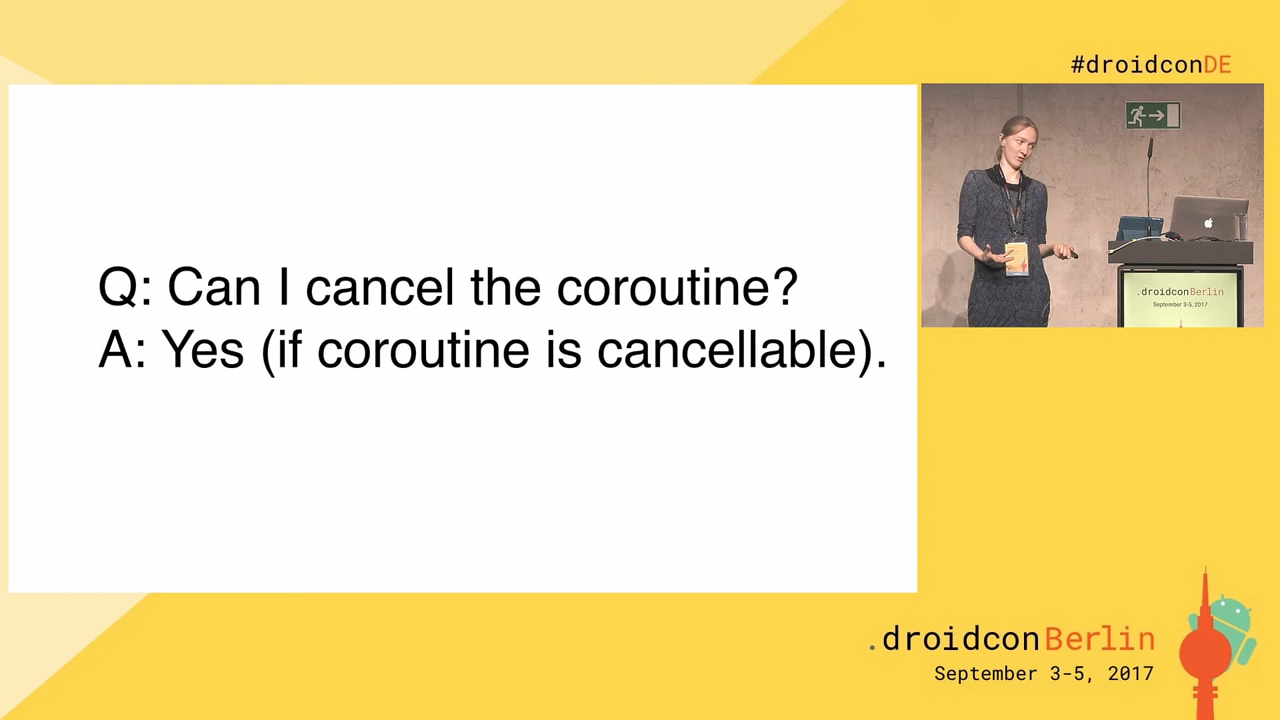 #droidconDE
Q: Can I cancel the coroutine?
A: Yes (if coroutine is cancellable).
.droidconBerlin
September 3-5, 2017
.droidconBerlin
September 3-5, 2017